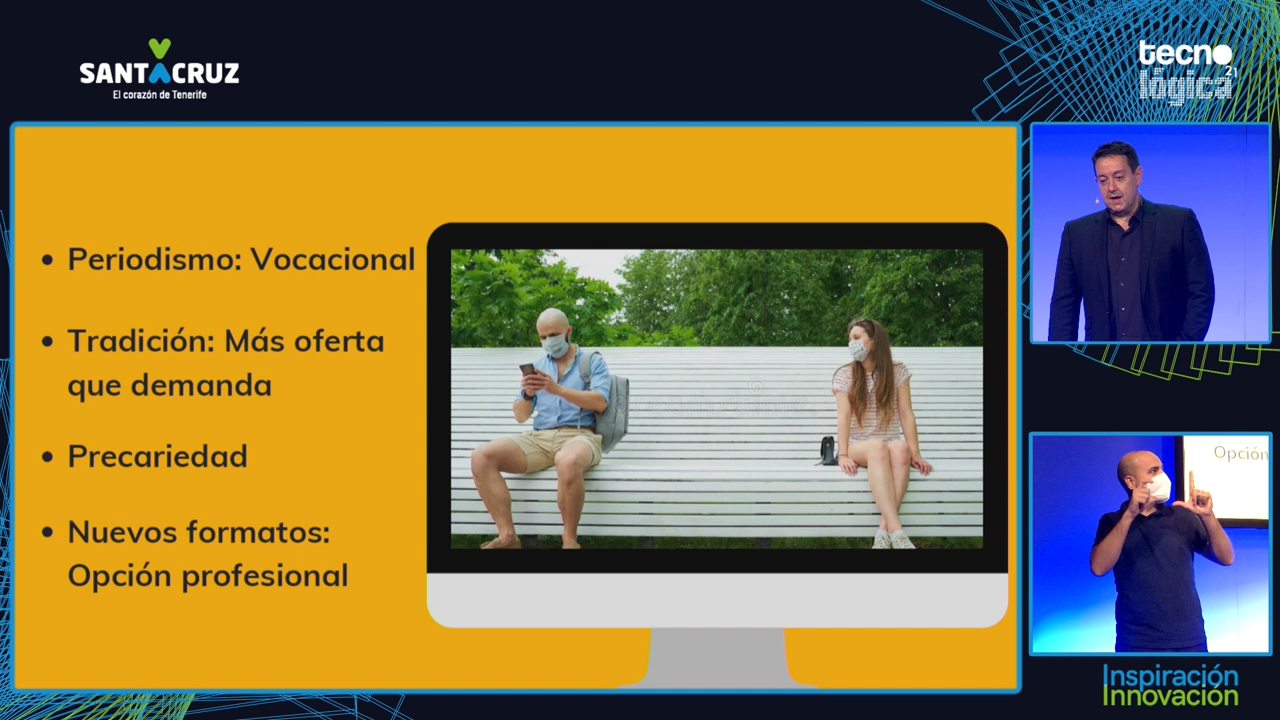 SANTACRUZ
El corazón de Tenerife
tecno
lógica
21
• Periodismo: Vocacional
• Tradición: Más oferta
que demanda
• Precariedad
• Nuevos formatos:
Opción profesional
Opción
Inspiración
Innovación